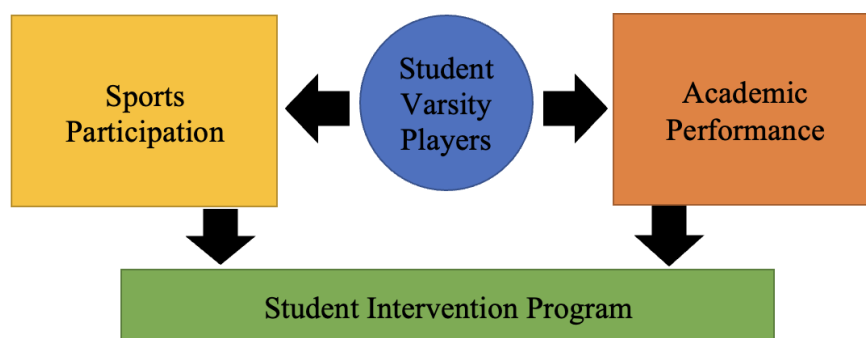 Sports
Participation
Student
Varsity
Players
Academic
Performance
Student Intervention Program